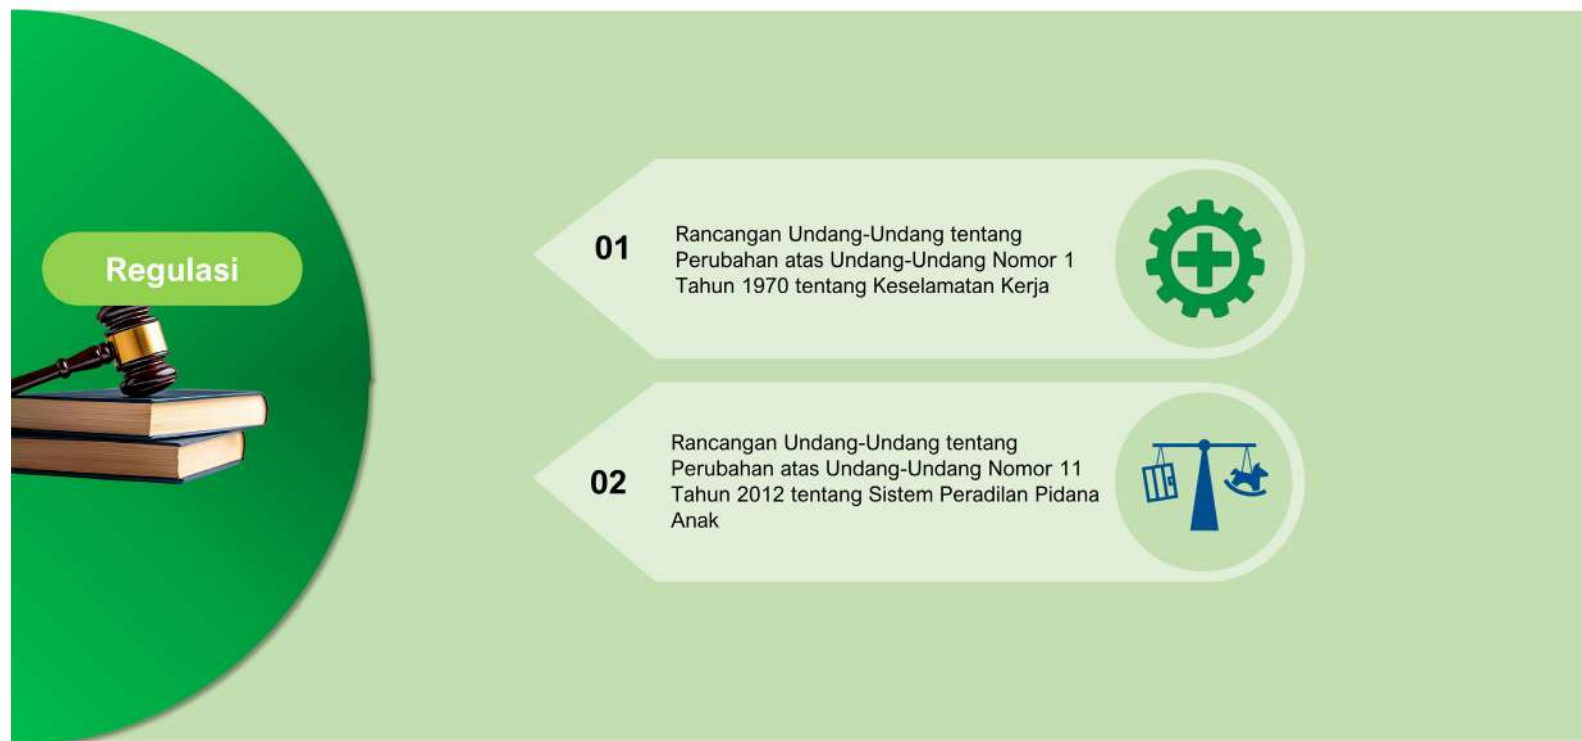 Regulasi
01
Rancangan Undang-Undang tentang
Perubahan atas Undang-Undang Nomor 1
Tahun 1970 tentang Keselamatan Kerja
02
Rancangan Undang-Undang tentang
Perubahan atas Undang-Undang Nomor 11
Tahun 2012 tentang Sistem Peradilan Pidana
Anak